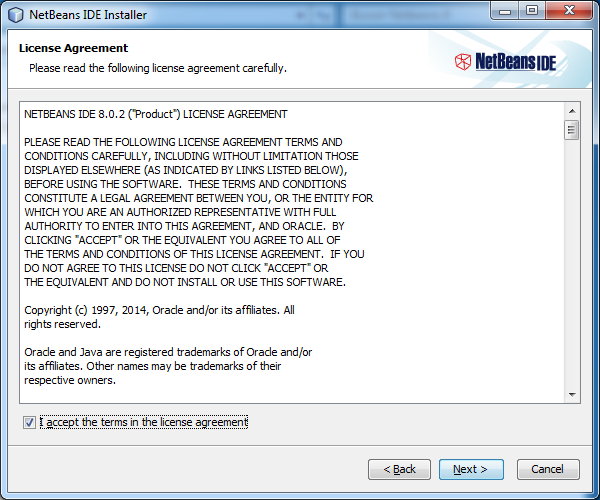 NetBeans IDE Installer
License Agreement
Please read the following license agreement carefully.
NetBeans IDE
NETBEANS IDE 8.0.2 ("Product") LICENSE AGREEMENT
PLEASE READ THE FOLLOWING LICENSE AGREEMENT TERMS AND
CONDITIONS CAREFULLY, INCLUDING WITHOUT LIMITATION THOSE
DISPLAYED ELSEWHERE (AS INDICATED BY LINKS LISTED BELOW),
BEFORE USING THE SOFTWARE.  THESE TERMS AND CONDITIONS
CONSTITUTE A LEGAL AGREEMENT BETWEEN YOU, OR THE ENTITY FOR
WHICH YOU ARE AN AUTHORIZED REPRESENTATIVE WITH FULL
AUTHORITY TO ENTER INTO THIS AGREEMENT, AND ORACLE.  BY
CLICKING "ACCEPT" OR THE EQUIVALENT YOU AGREE TO ALL OF
THE TERMS AND CONDITIONS OF THIS LICENSE AGREEMENT.  IF YOU
DO NOT AGREE TO THIS LICENSE DO NOT CLICK "ACCEPT" OR
THE EQUIVALENT AND DO NOT INSTALL OR USE THIS SOFTWARE.
Copyright (c) 1997, 2014, Oracle and/or its affiliates. All
rights reserved.
Oracle and Java are registered trademarks of Oracle and/or
its affiliates. Other names may be trademarks of their
respective owners.
I accept the terms in the license agreement
< Back
Next >
Cancel